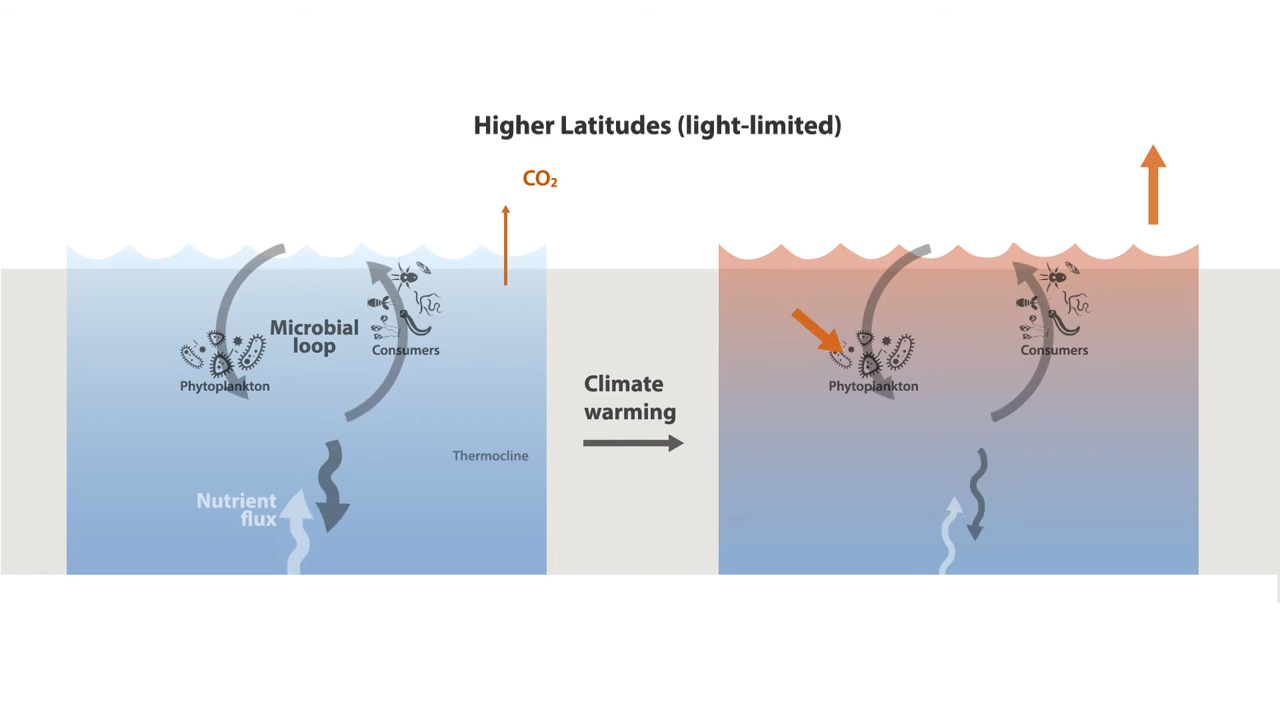 Higher Latitudes (light-limited)
CO₂
Microbial
loop
Consumers
Phytoplankton
Thermocline
Nutrient
flux
Climate
warming
Consumers
Phytoplankton